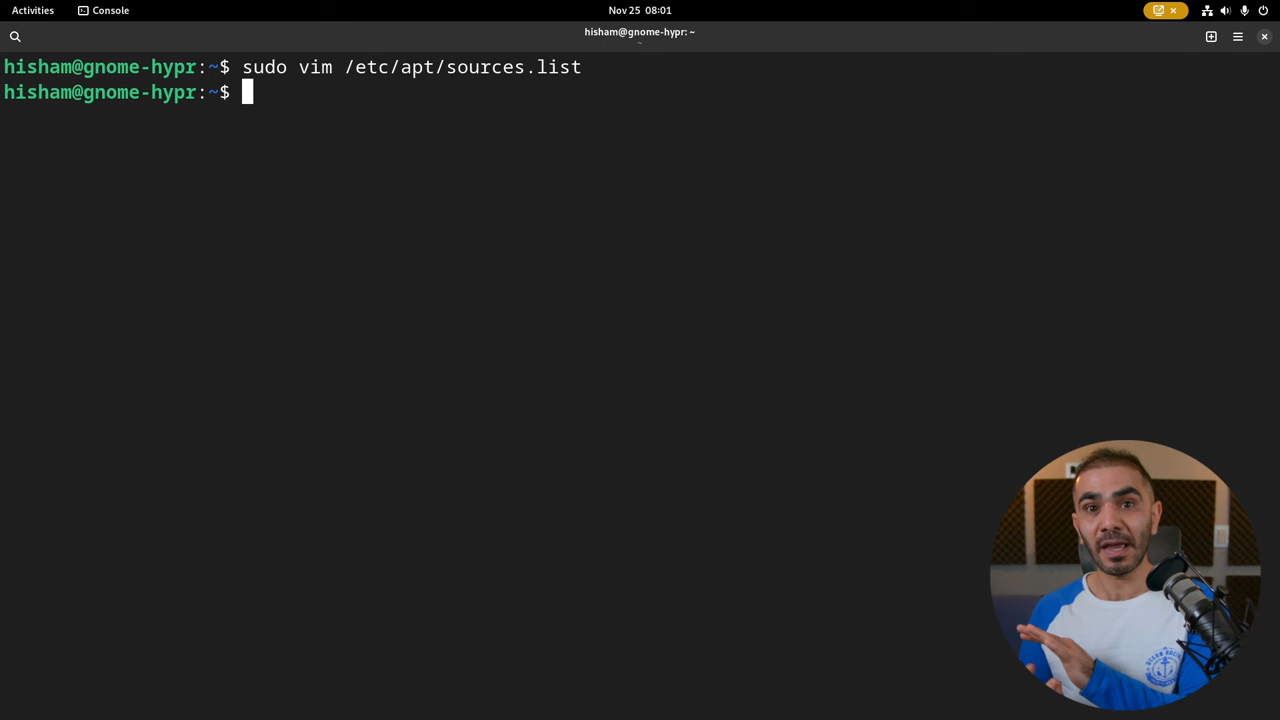 Activities
Console
Nov 25 08:01
hisham@gnome-hypr: ~
~
hisham@gnome-hypr:~$ sudo vim /etc/apt/sources.list
hisham@gnome-hypr:~$